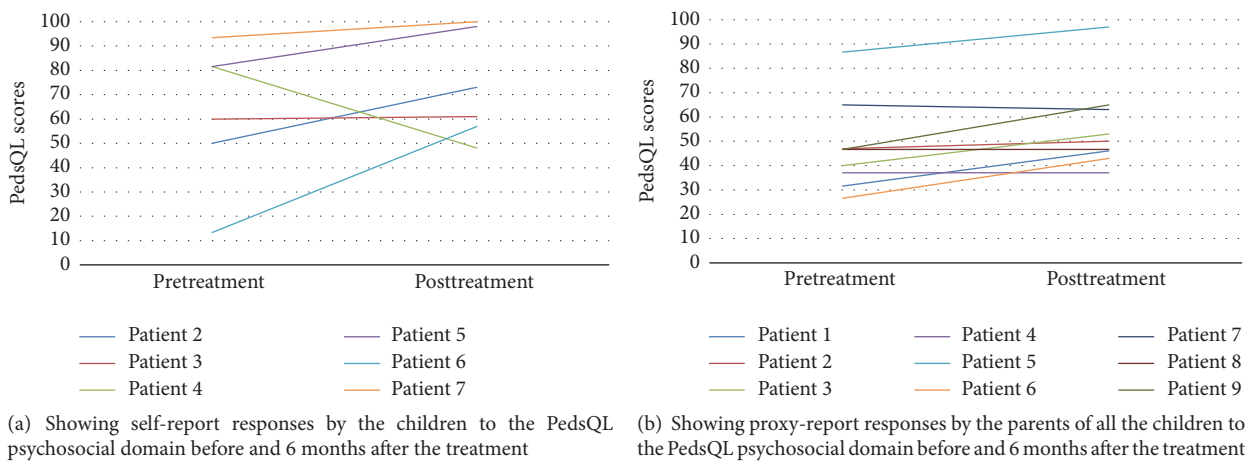 100
90
80
70
60
50
40
30
20
10
0
PedsQL scores
Pretreatment Posttreatment
Patient 2 Patient 5
Patient 3 Patient 6
Patient 4 Patient 7
(a) Showing self-report responses by the children to the PedsQL
psychosocial domain before and 6 months after the treatment
100
90
80
70
60
50
40
30
20
10
0
PedsQL scores
Pretreatment Posttreatment
Patient 1 Patient 4 Patient 7
Patient 2 Patient 5 Patient 8
Patient 3 Patient 6 Patient 9
(b) Showing proxy-report responses by the parents of all the children to
the PedsQL psychosocial domain before and 6 months after the treatment